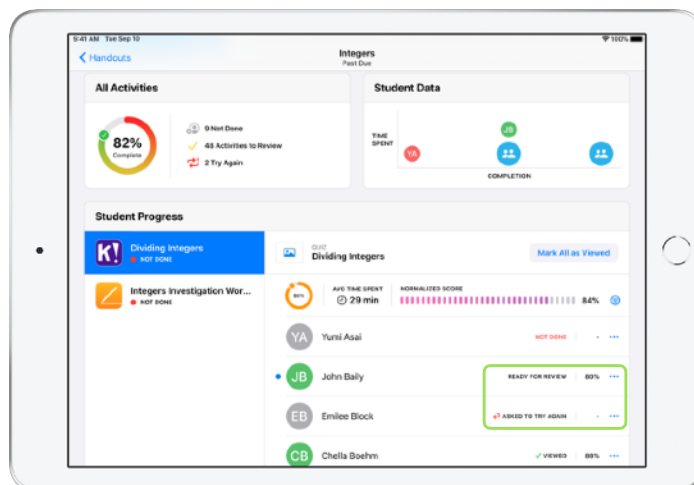 9:41 AM Tue Sep 10
100%
Handouts
Integers
Past Due
All Activities
82%
Complete
9 Not Done
48 Activities to Review
2 Try Again
Student Data
TIME
SPENT
YA
JB
COMPLETION
Student Progress
K!
Dividing Integers
NOT DONE
Integers Investigation Wor...
NOT DONE
QUIZ
Dividing Integers
Mark All as Viewed
AVG TIME SPENT
29 min
NORMALIZED SCORE
84%
YA Yumi Asai NOT DONE - ...
JB John Baily READY FOR REVIEW 80% ...
EB Emilee Block ASKED TO TRY AGAIN - ...
CB Chella Boehm VIEWED 88% ...